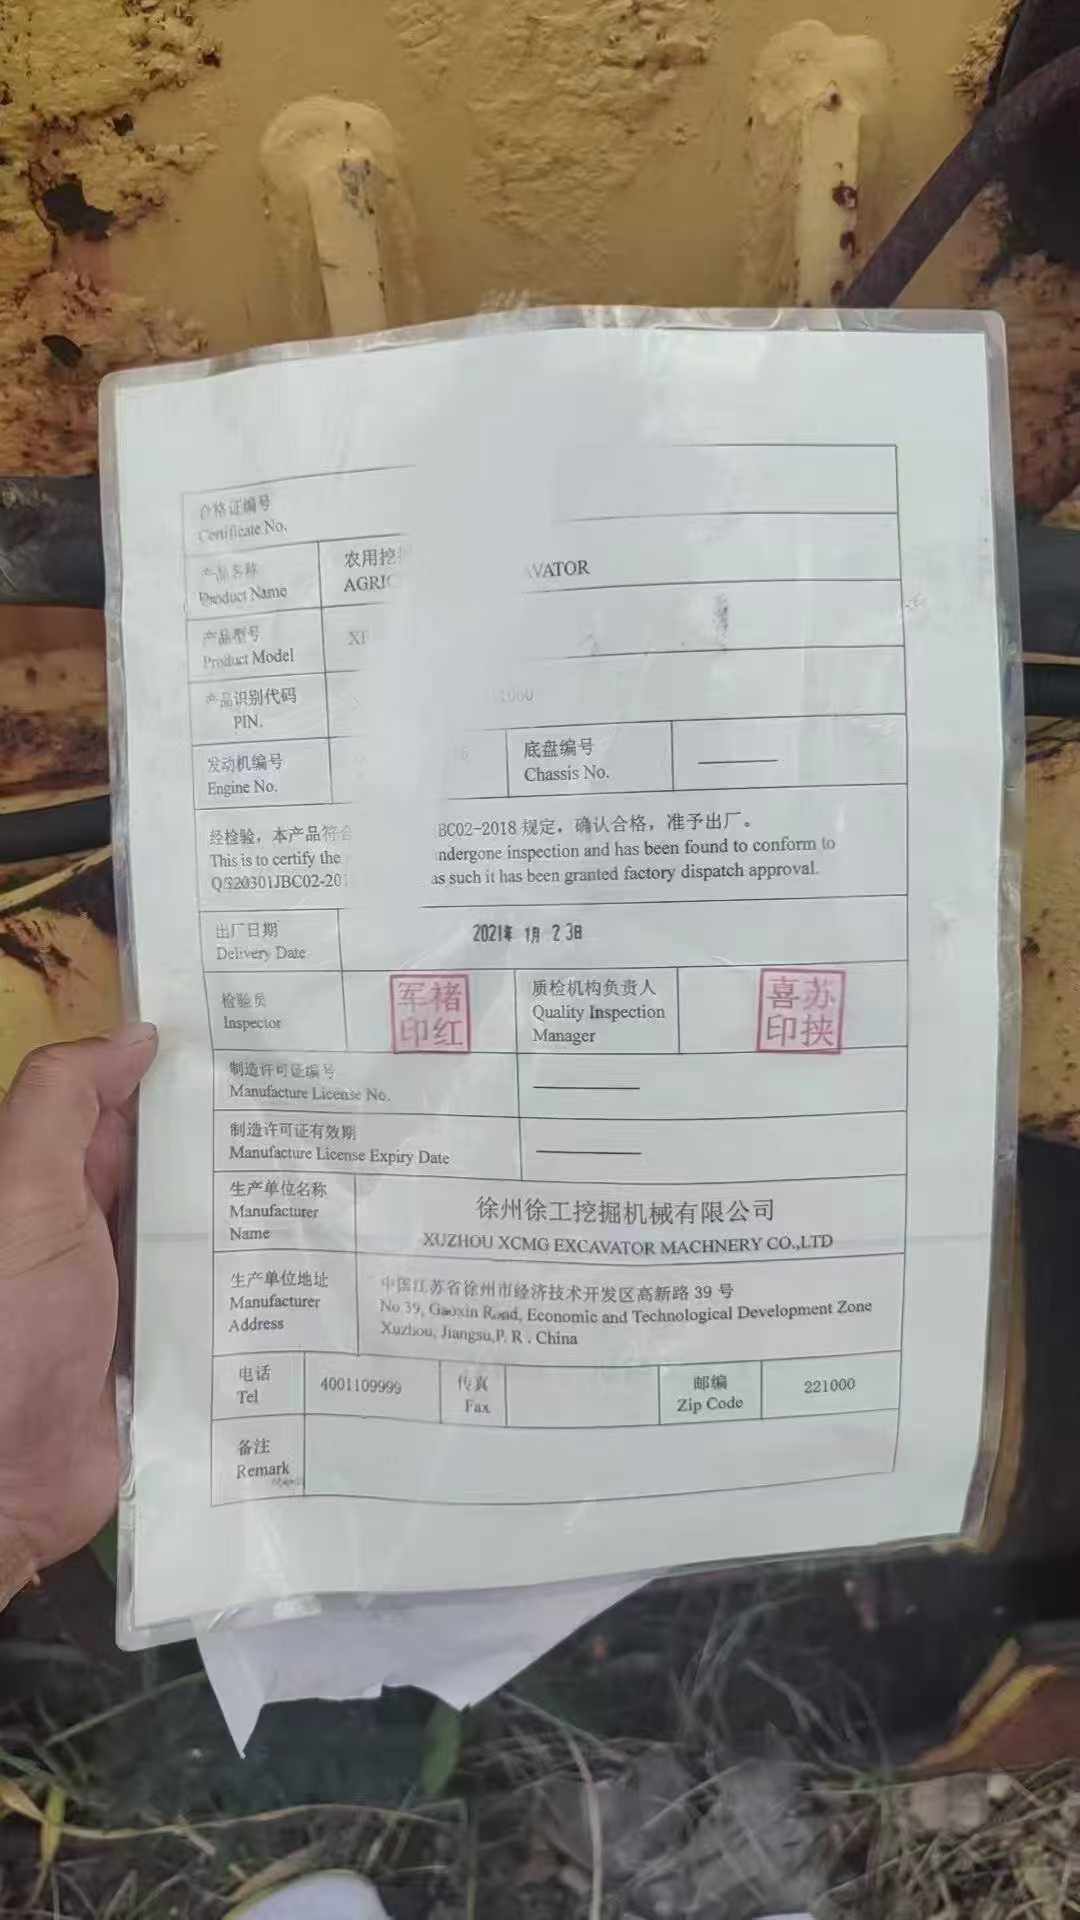 合格证编号
Certificate No.
产品名称
Product Name
农用挖
AGRIC
VATOR
产品型号
Product Model
产品识别代码
PIN.
1060
发动机编号
Engine No.
6
底盘编号
Chassis No.
经检验，本产品符合 BC02-2018 规定，确认合格，准予出厂。
This is to certify the ndergone inspection and has been found to conform to
Q/320301JBC02-201 as such it has been granted factory dispatch approval.
出厂日期
Delivery Date
2021年 1月 23日
检验员
Inspector
军褚
印红
质检机构负责人
Quality Inspection
Manager
喜苏
印挟
制造许可证编号
Manufacture License No.
制造许可证有效期
Manufacture License Expiry Date
生产单位名称
Manufacturer
Name
徐州徐工挖掘机械有限公司
XUZHOU XCMG EXCAVATOR MACHNERY CO.,LTD
生产单位地址
Manufacturer
Address
中国江苏省徐州市经济技术开发区高新路 39 号
No.39, Gaoxin Road, Economic and Technological Development Zone
Xuzhou, Jiangsu,P. R . China
电话
Tel
4001109999
传真
Fax
邮编
Zip Code
221000
备注
Remark